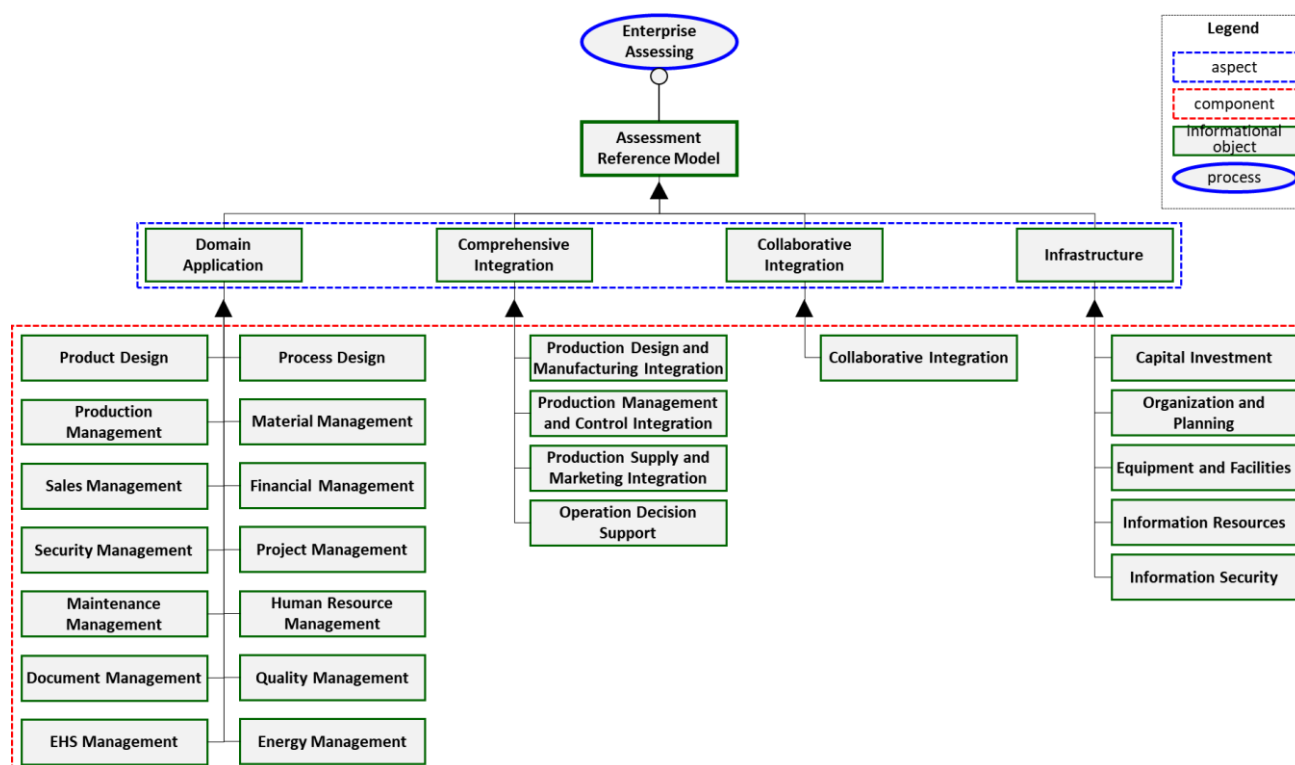 Enterprise
Assessing
Legend
aspect
component
informational
object
process
Assessment
Reference Model
Domain
Application
Comprehensive
Integration
Collaborative
Integration
Infrastructure
Product Design
Process Design
Production
Management
Material Management
Sales Management
Financial Management
Security Management
Project Management
Maintenance
Management
Human Resource
Management
Document Management
Quality Management
EHS Management
Energy Management
Production Design and
Manufacturing Integration
Production Management
and Control Integration
Production Supply and
Marketing Integration
Operation Decision
Support
Collaborative Integration
Capital Investment
Organization and
Planning
Equipment and Facilities
Information Resources
Information Security